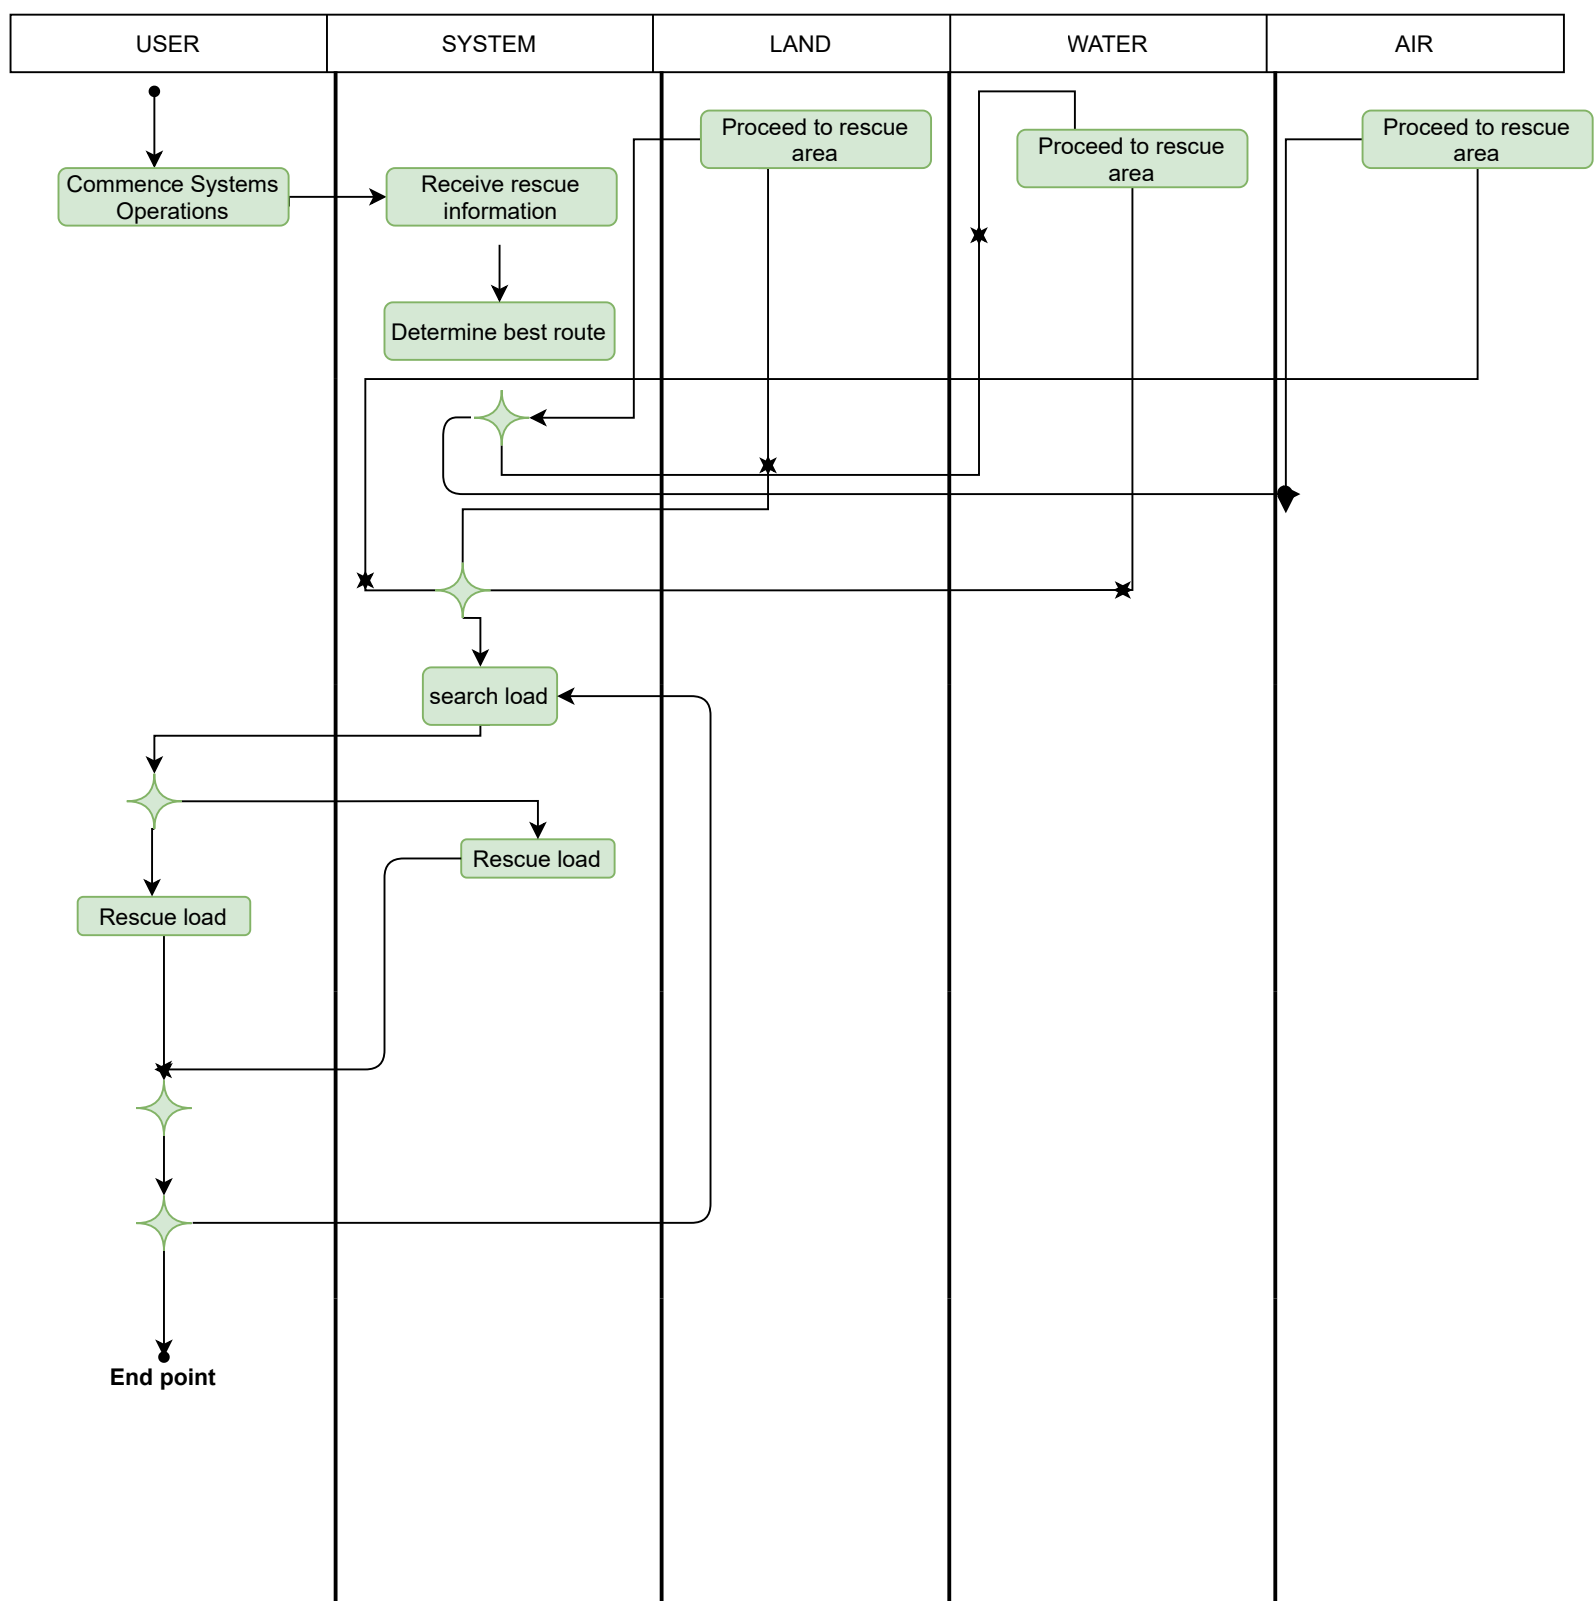 USER
SYSTEM
LAND
WATER
AIR
Proceed to rescue
area
Proceed to rescue
area
Proceed to rescue
area
Commence Systems
Operations
Receive rescue
information
Determine best route
search load
Rescue load
Rescue load
End point